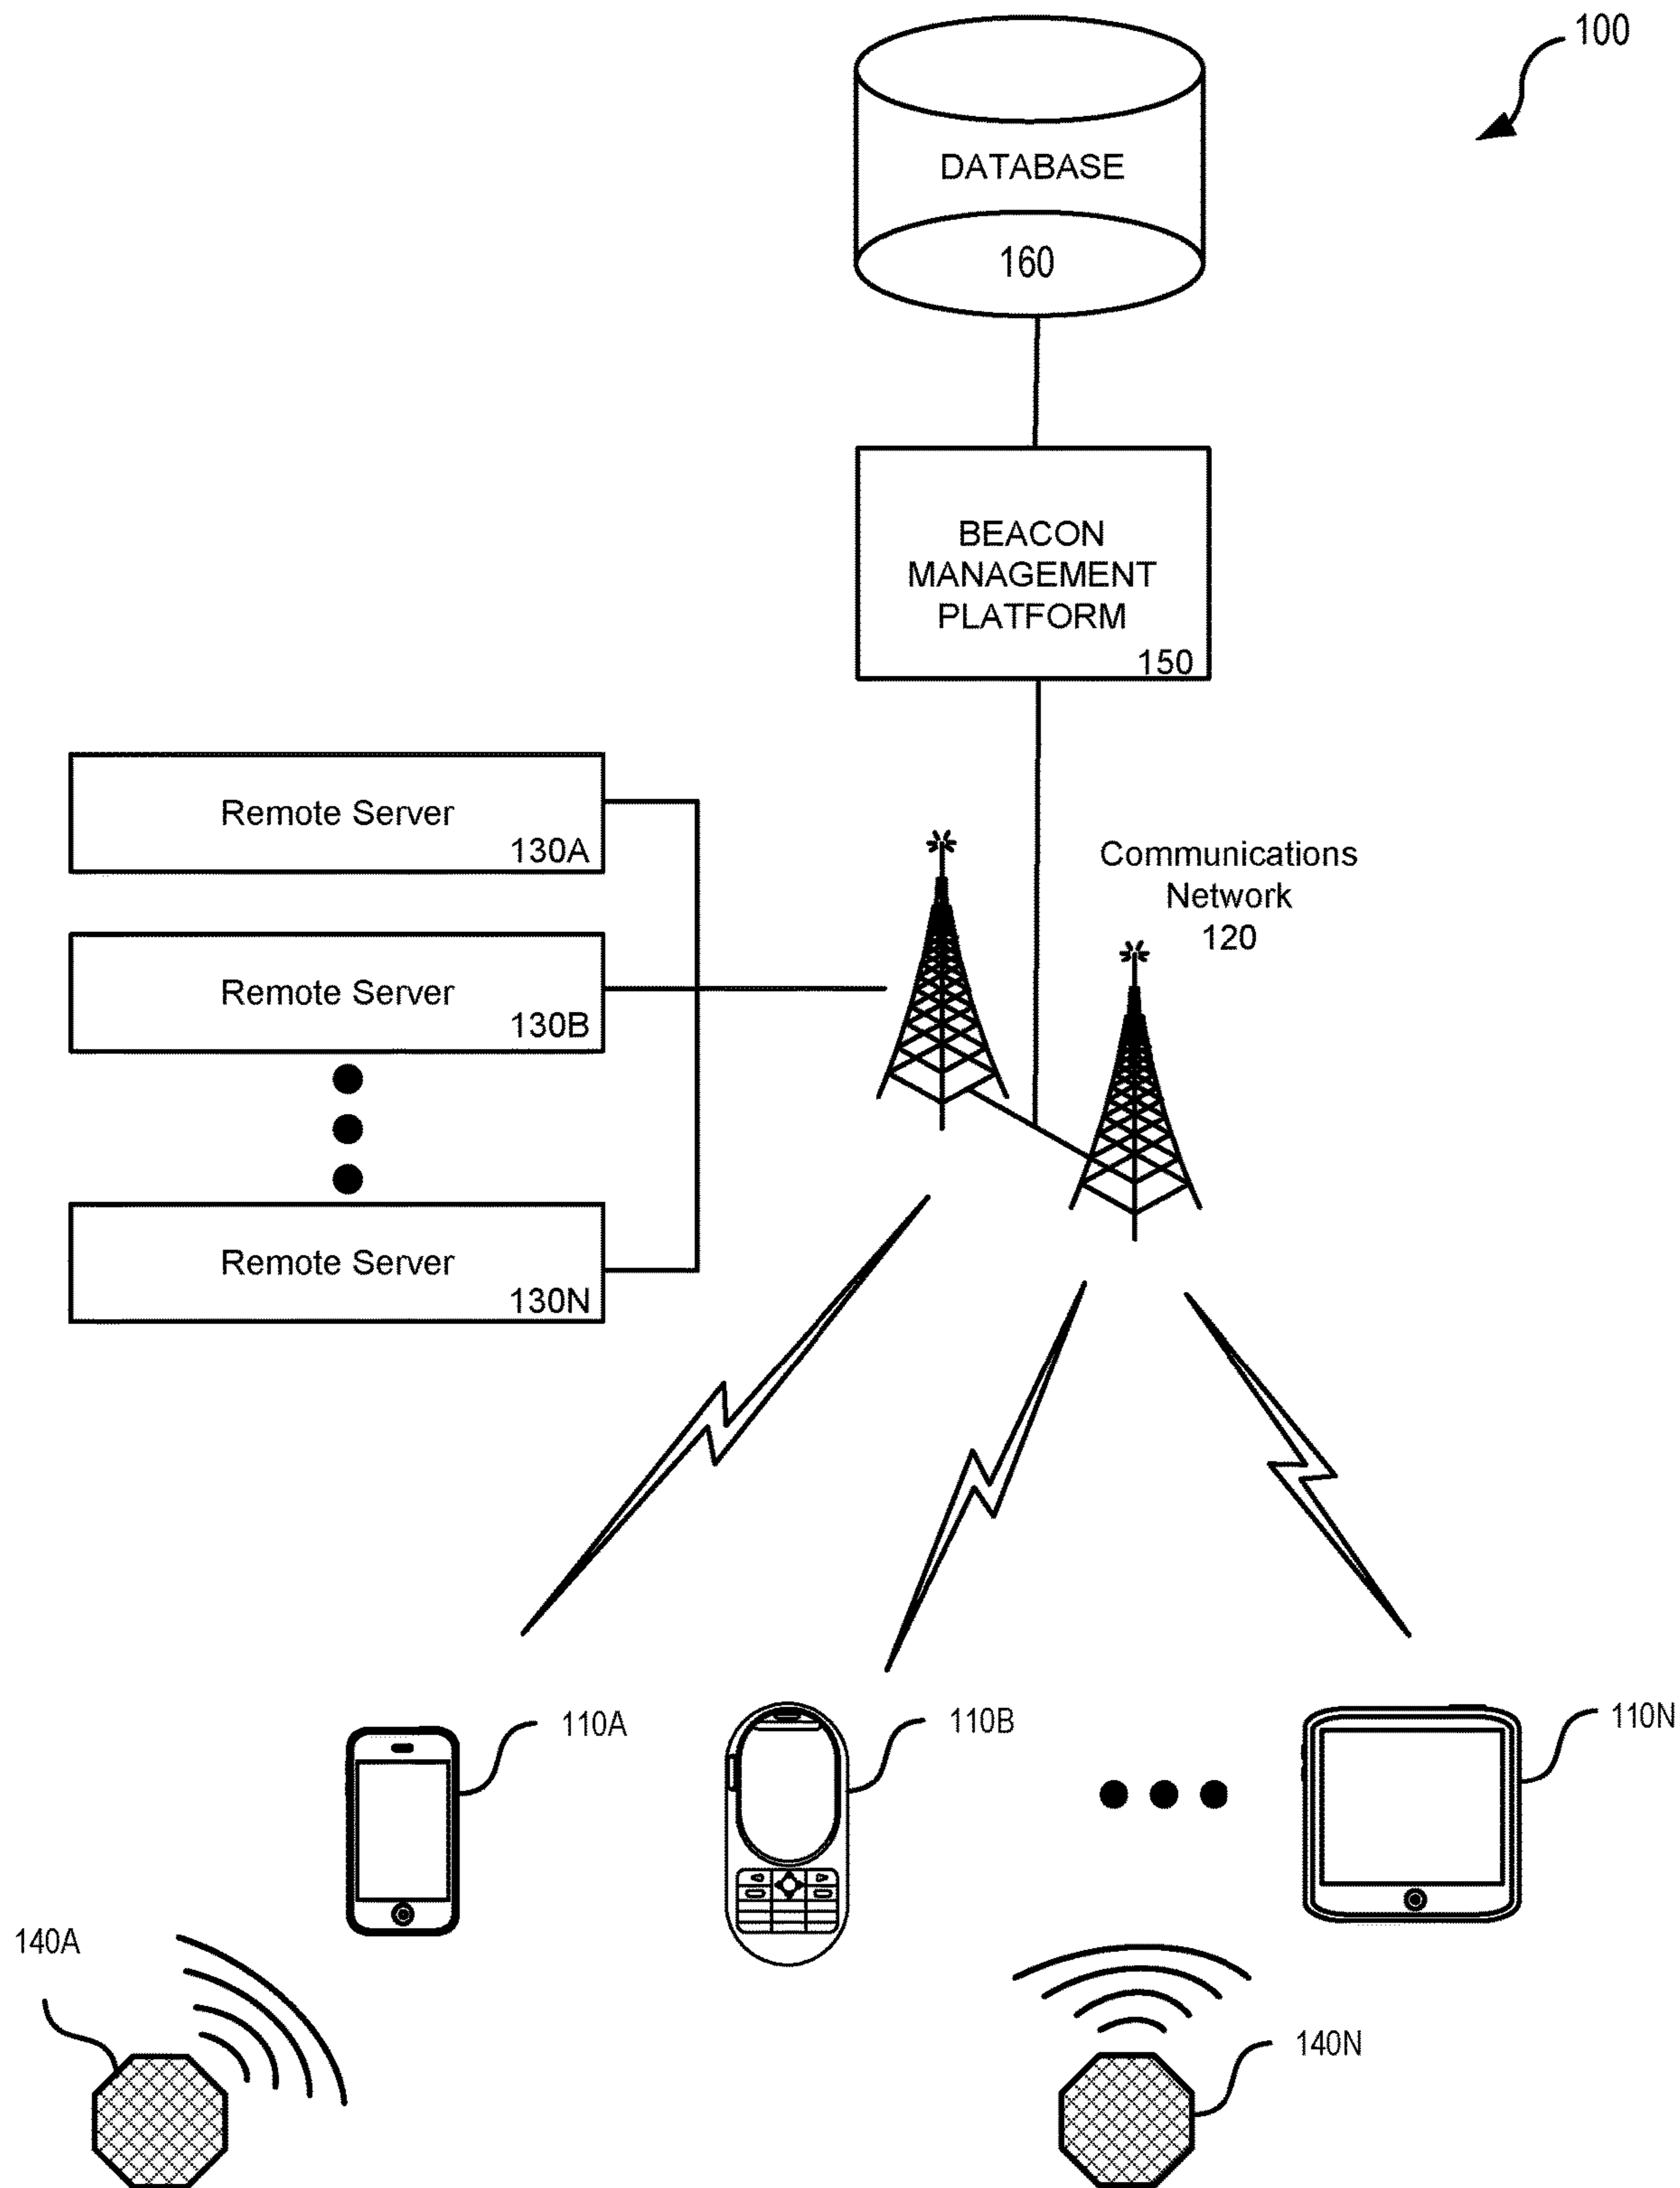 100
DATABASE
160
BEACON
MANAGEMENT
PLATFORM
150
Remote Server
130A
Communications
Network
120
Remote Server
130B
Remote Server
130N
110A
110B
110N
140A
140N